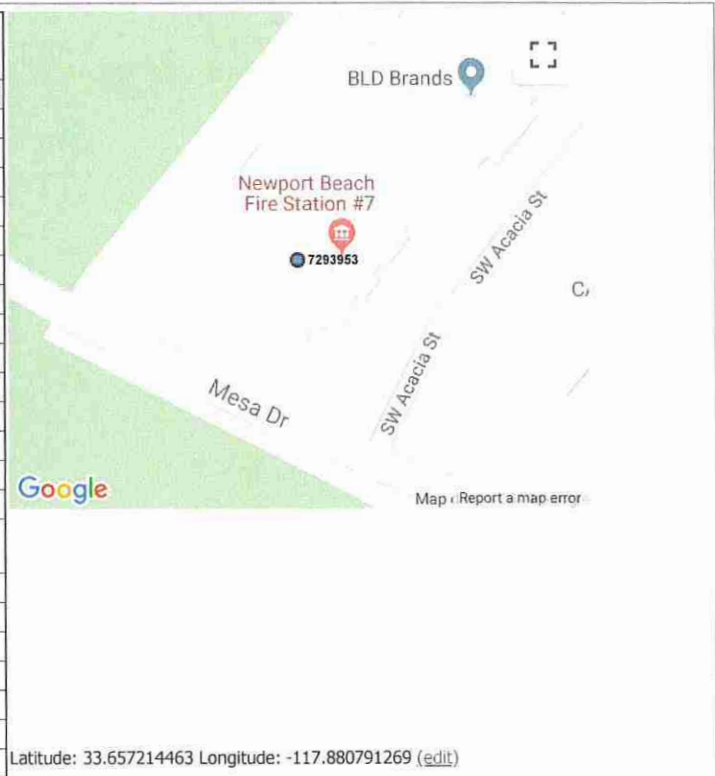 BLD Brands
Newport Beach
Fire Station #7
7293953
SW Acacia St
SW Acacia St
Mesa Dr
Google
Map
Report a map error
Latitude: 33.657214463 Longitude: -117.880791269 (edit)